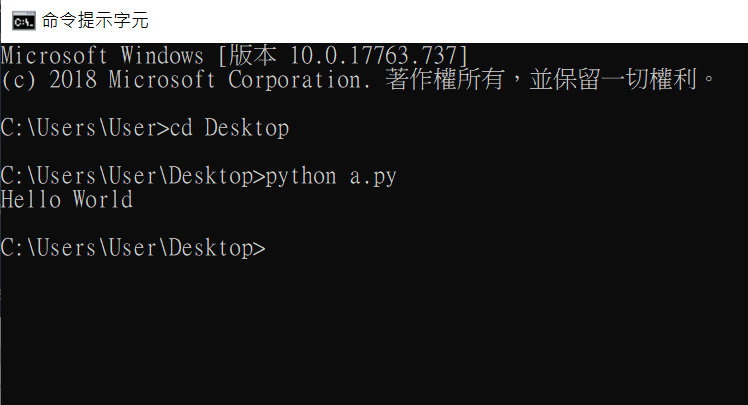 命令提示字元
Microsoft Windows [版本 10.0.17763.737]
(c) 2018 Microsoft Corporation. 著作權所有，並保留一切權利。
C:\Users\User>cd Desktop
C:\Users\User\Desktop>python a.py
Hello World
C:\Users\User\Desktop>